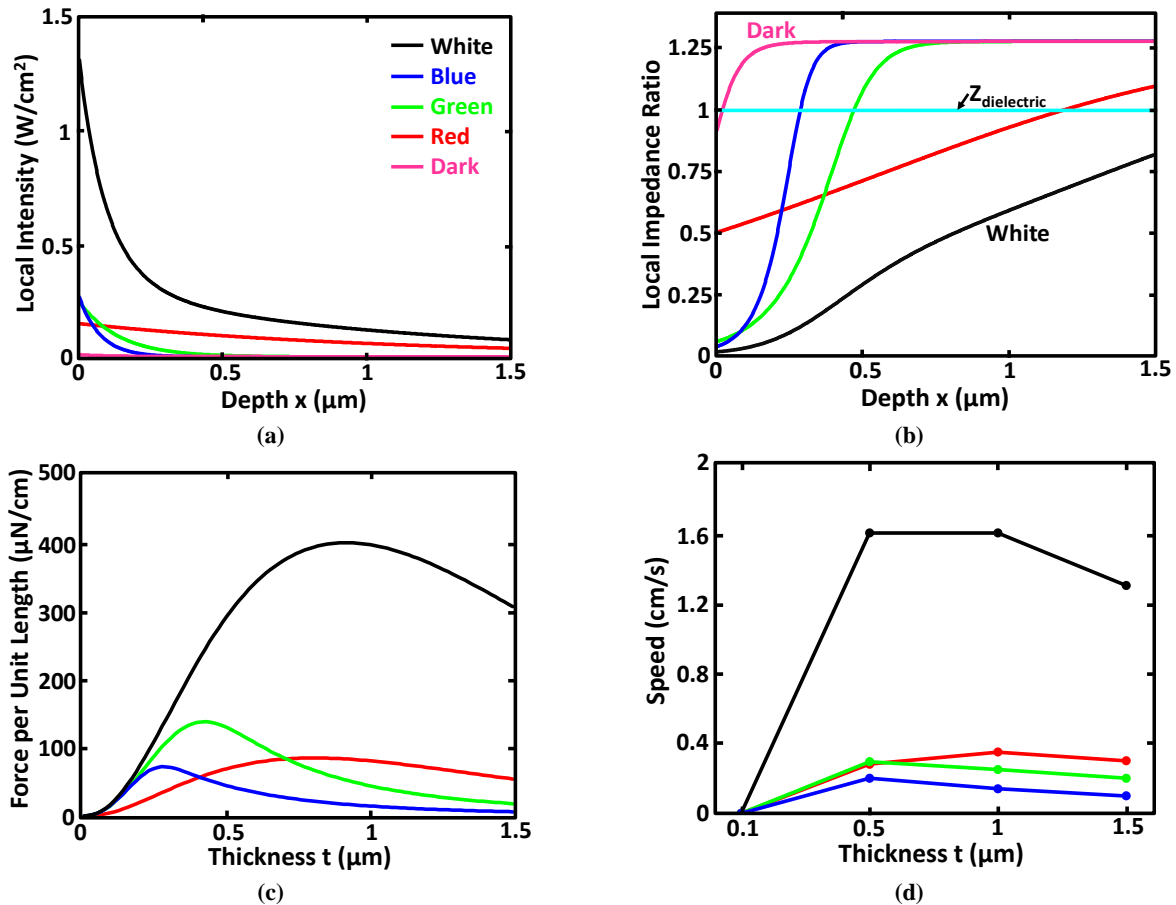 1.5
1
0.5
0
Local Intensity (W/cm²)
0
0.5
1
1.5
Depth x (µm)
White
Blue
Green
Red
Dark
(a)
1.25
1
0.75
0.5
0.25
0
Local Impedance Ratio
Dark
Zdielectric
White
0
0.5
1
1.5
Depth x (µm)
(b)
500
400
300
200
100
0
Force per Unit Length (µN/cm)
0
0.5
1
1.5
Thickness t (µm)
(c)
2
1.6
1.2
0.4
0
Speed (cm/s)
0.1
0.5
1
1.5
Thickness t (µm)
(d)